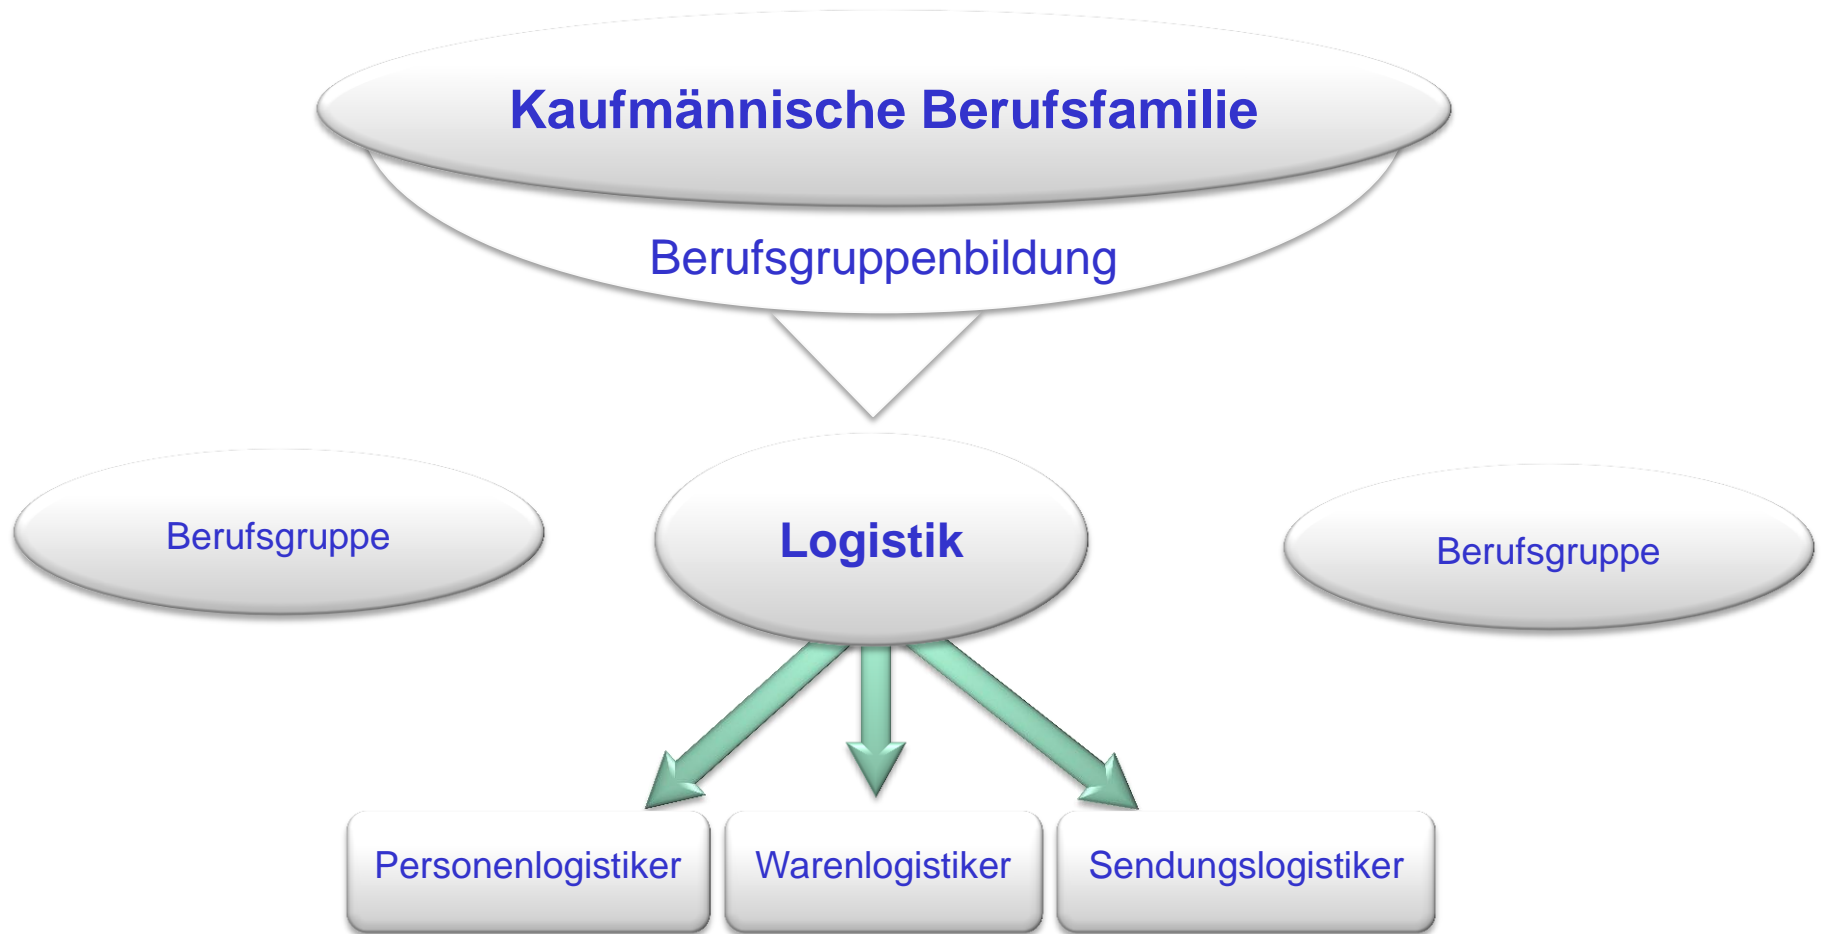 Kaufmännische Berufsfamilie
Berufsgruppenbildung
Berufsgruppe
Logistik
Berufsgruppe
Personenlogistiker
Warenlogistiker
Sendungslogistiker